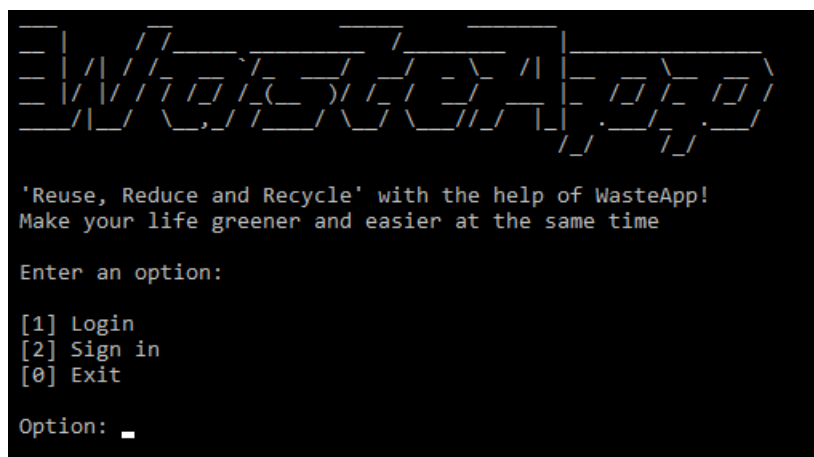 WasteApp
'Reuse, Reduce and Recycle' with the help of WasteApp!
Make your life greener and easier at the same time
Enter an option:
[1] Login
[2] Sign in
[0] Exit
Option: